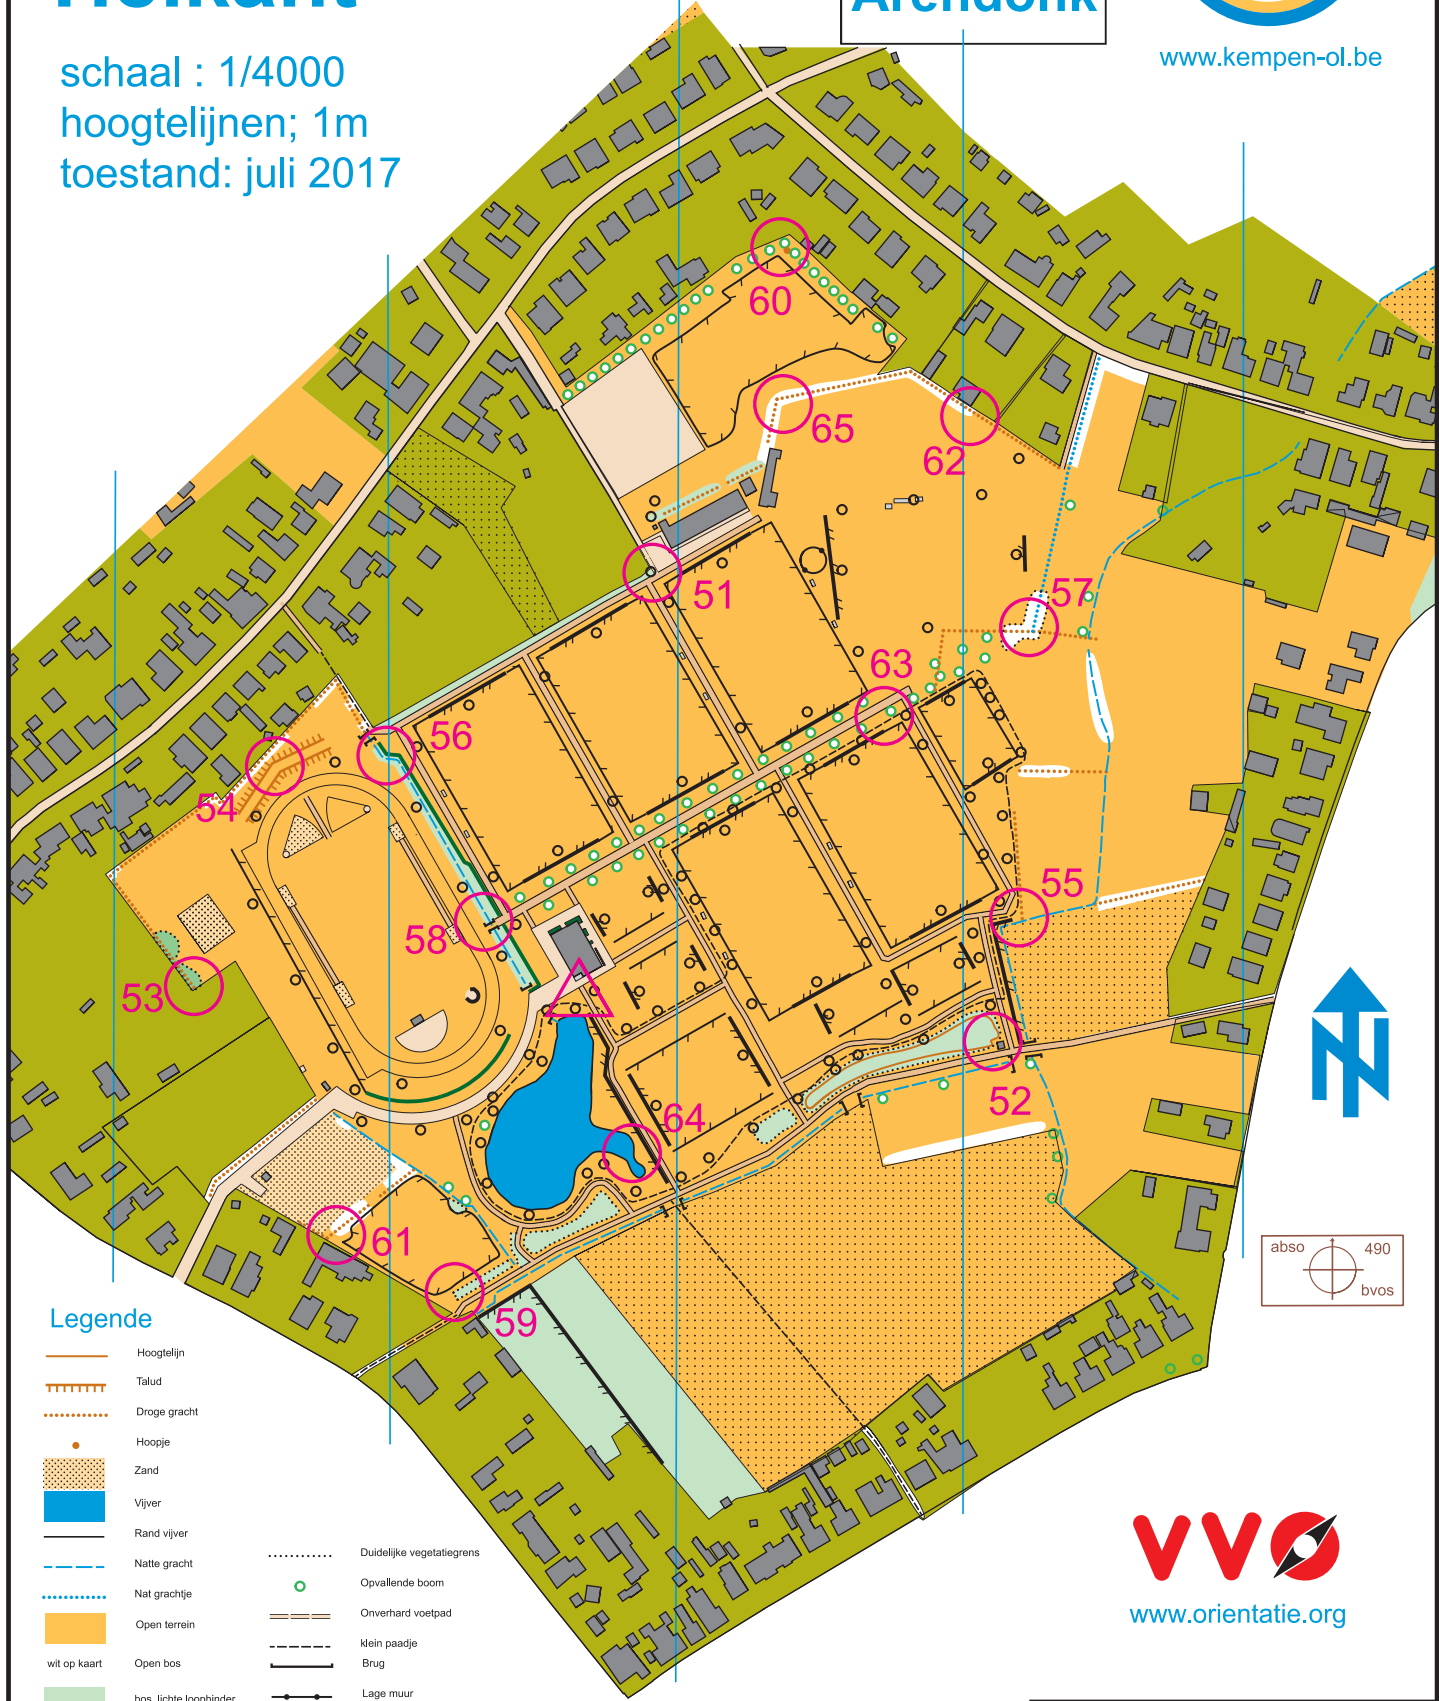 Arendonk
www.kempen-ol.be
schaal : 1/4000
hoogtelijnen; 1m
toestand: juli 2017
60
65
62
51
57
63
56
54
55
58
53
52
64
61
59
abso 490
bvos
Legende
Hoogtelijn
Talud
Droge gracht
Hoopje
Zand
Vijver
Rand vijver
Natte gracht
Nat grachtje
Open terrein
wit op kaart Open bos
bos, lichte loophinder
Duidelijke vegetatiegrens
Opvallende boom
Onverhard voetpad
klein paadje
Brug
Lage muur
N
VVO
www.orientatie.org